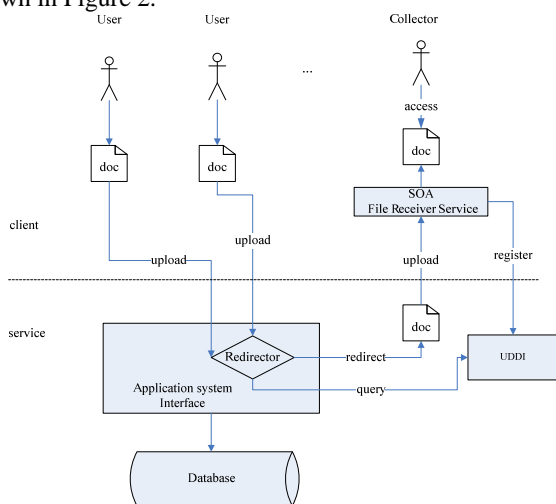 wn in Figure 2.
User User Collector
...
access
doc doc doc
SOA
File Receiver Service
client
upload
upload upload register
service
doc
Redirector redirect UDDI
Application system
Interface
query
Database